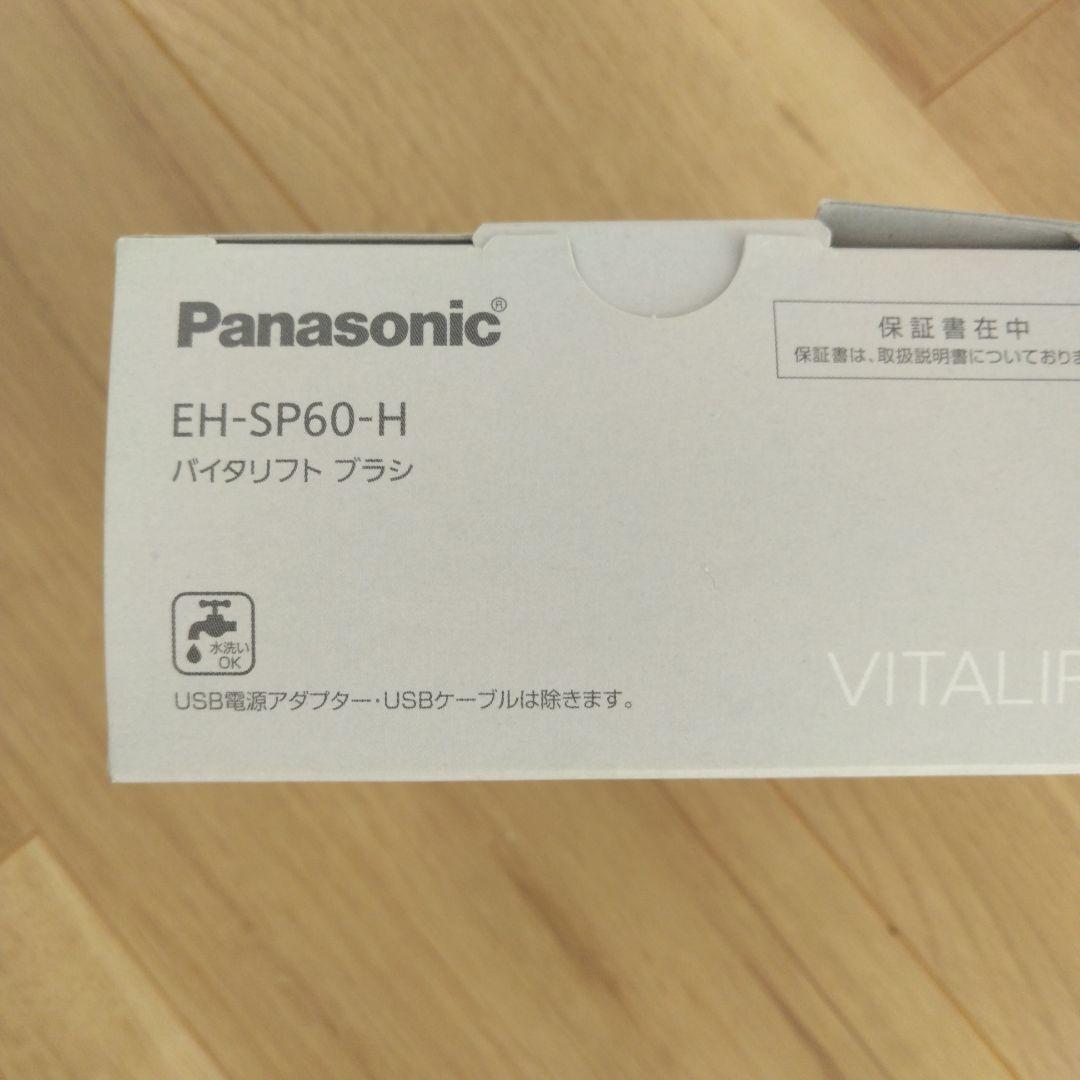 Panasonic®
保証書在中
保証書は、取扱説明書についておりま
EH-SP60-H
バイタリフト ブラシ
水洗い
OK
USB電源アダプター・USBケーブルは除きます。
VITALIF